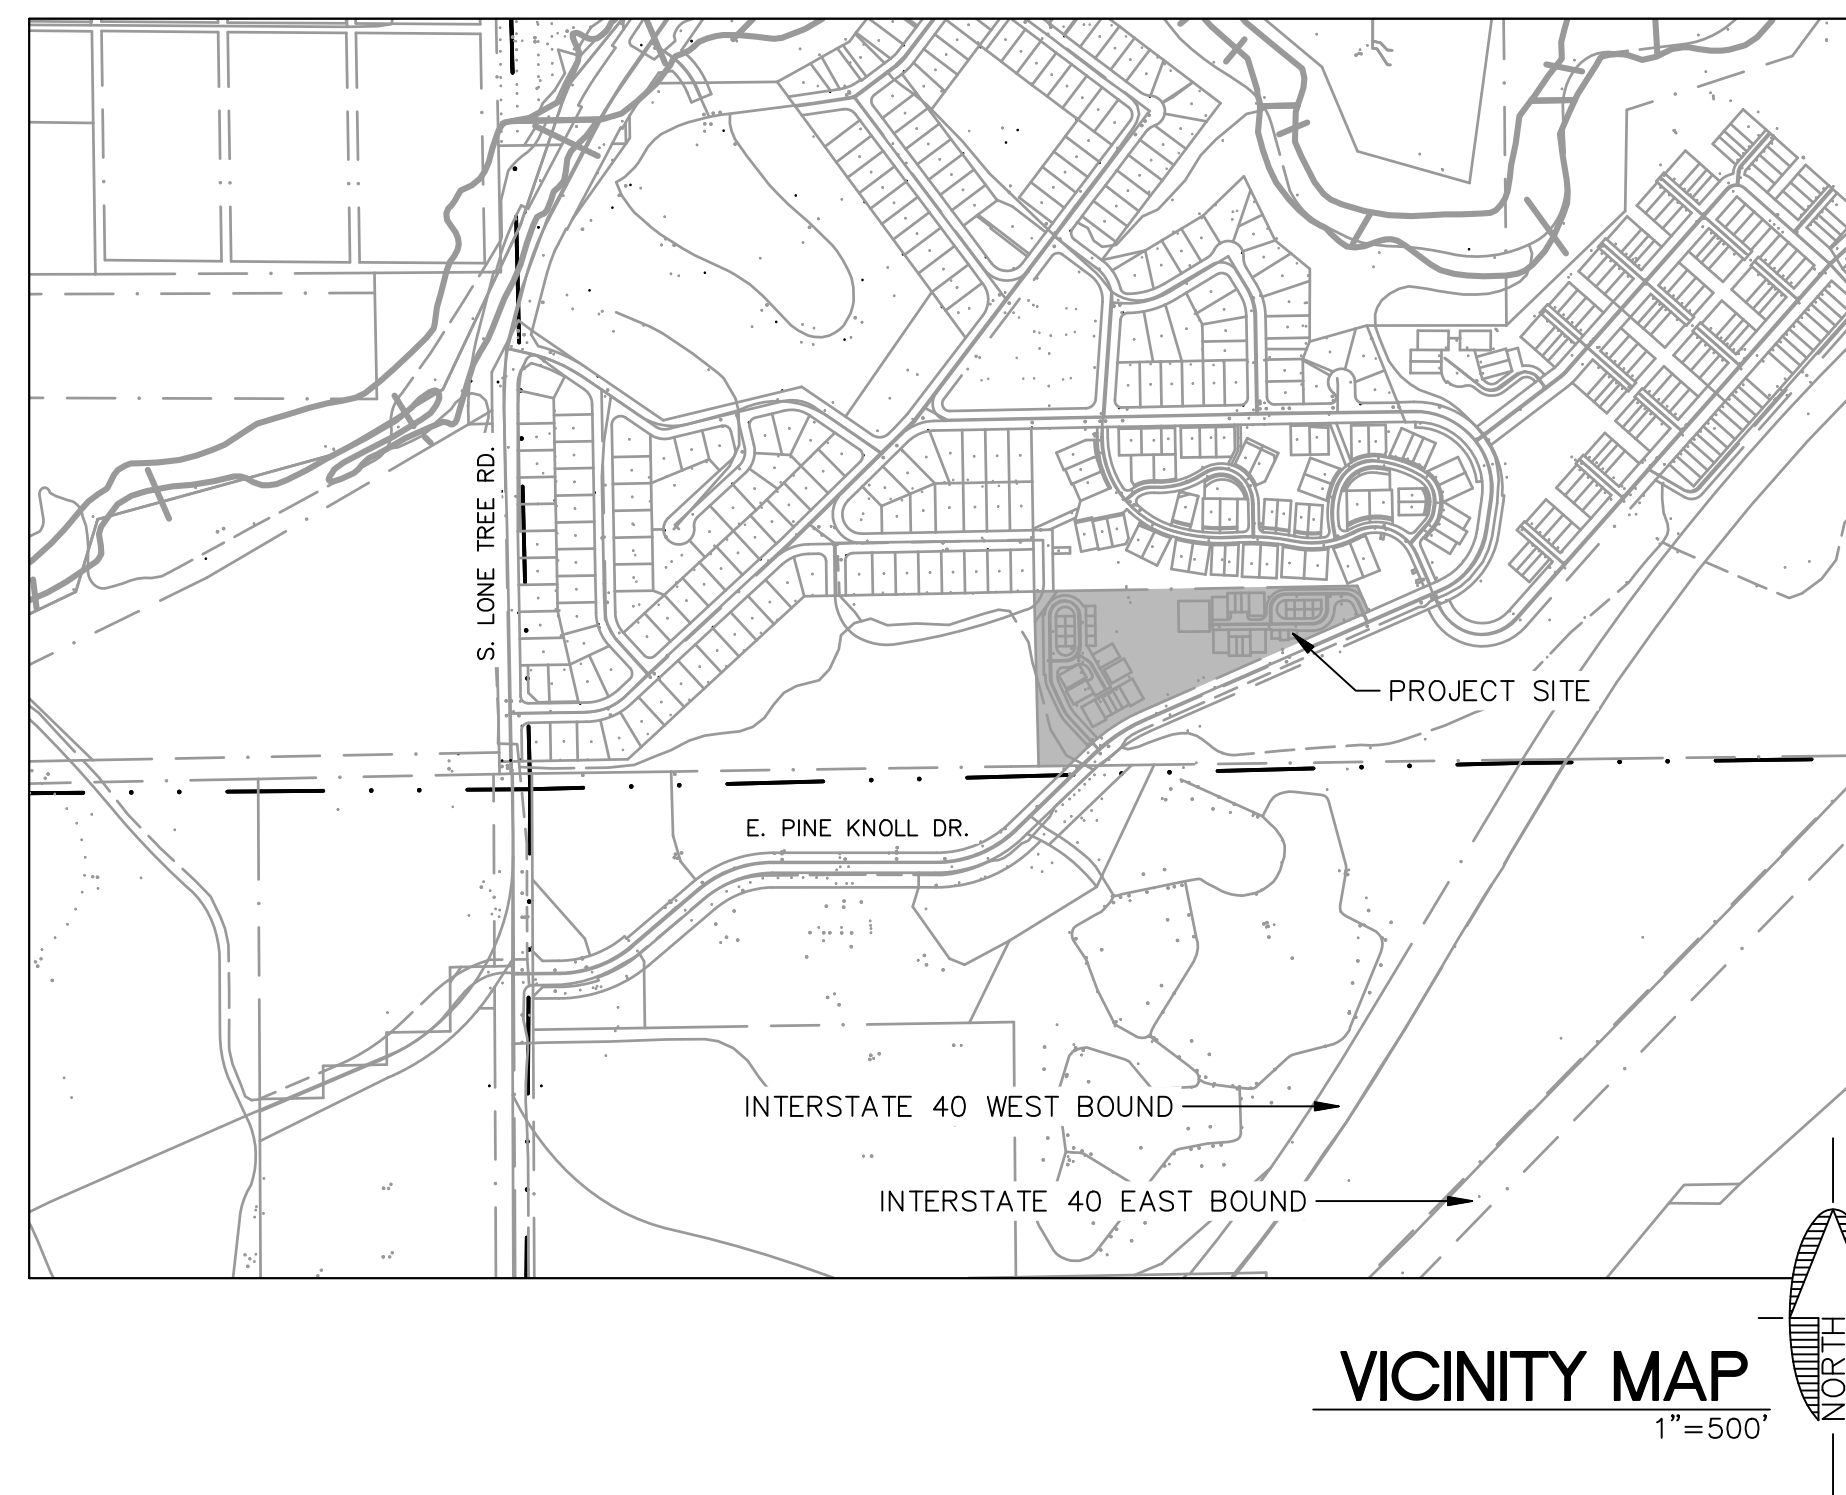 S. LONE TREE RD.
PROJECT SITE
E. PINE KNOLL DR.
INTERSTATE 40 WEST BOUND
INTERSTATE 40 EAST BOUND
VICINITY MAP
1"=500'
NORTH